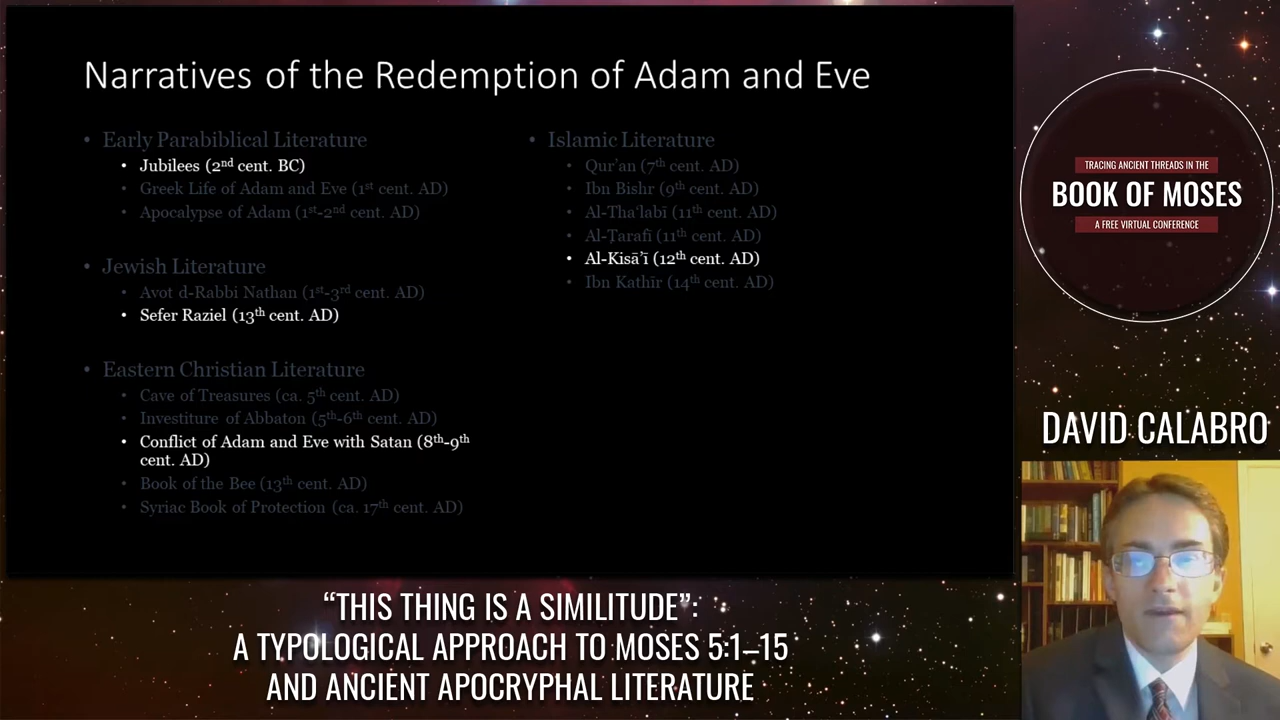 Narratives of the Redemption of Adam and Eve
• Early Parabiblical Literature
• Jubilees (2nd cent. BC)
• Greek Life of Adam and Eve (1st cent. AD)
• Apocalypse of Adam (1st-2nd cent. AD)
• Jewish Literature
• Avot d-Rabbi Nathan (1st-3rd cent. AD)
• Sefer Raziel (13th cent. AD)
• Eastern Christian Literature
• Cave of Treasures (ca. 5th cent. AD)
• Investiture of Abbaton (5th-6th cent. AD)
• Conflict of Adam and Eve with Satan (8th-9th
cent. AD)
• Book of the Bee (13th cent. AD)
• Syriac Book of Protection (ca. 17th cent. AD)
• Islamic Literature
• Qur’an (7th cent. AD)
• Ibn Bishr (9th cent. AD)
• Al-Tha‘labī (11th cent. AD)
• Al-Ṭarafī (11th cent. AD)
• Al-Kisā’ī (12th cent. AD)
• Ibn Kathīr (14th cent. AD)
TRACING ANCIENT THREADS IN THE
BOOK OF MOSES
A FREE VIRTUAL CONFERENCE
DAVID CALABRO
“THIS THING IS A SIMILITUDE”:
A TYPOLOGICAL APPROACH TO MOSES 5:1–15
AND ANCIENT APOCRYPHAL LITERATURE